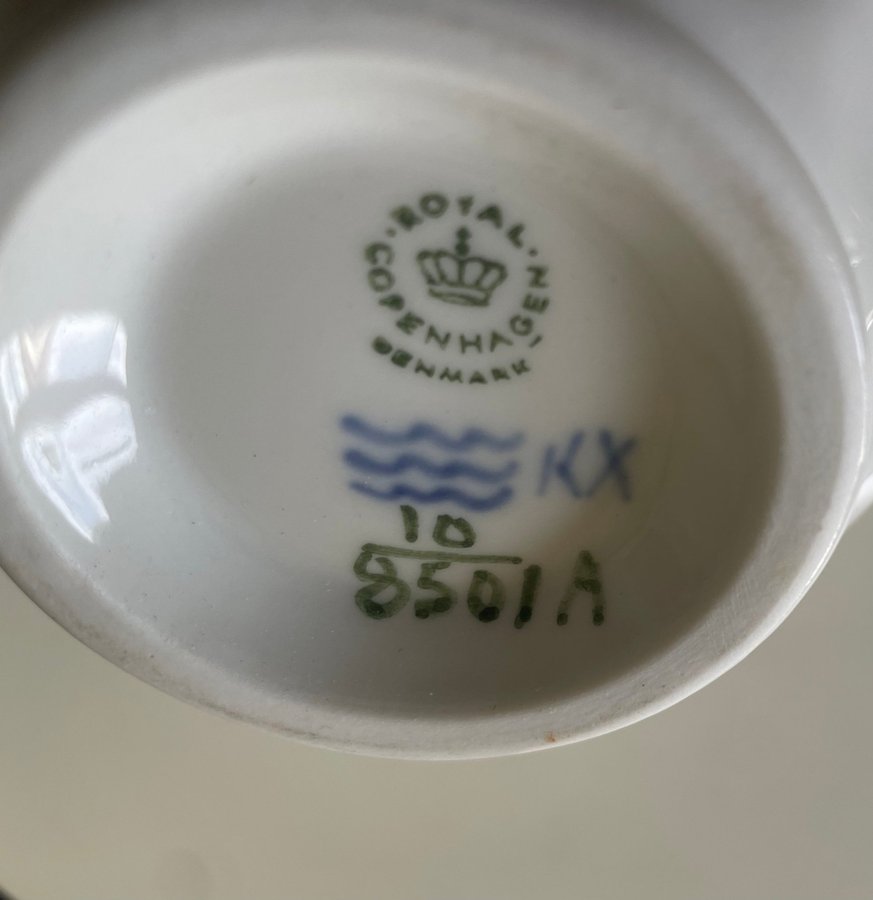 ROYAL
COPENHAGEN
DENMARK
KX
10
8501A